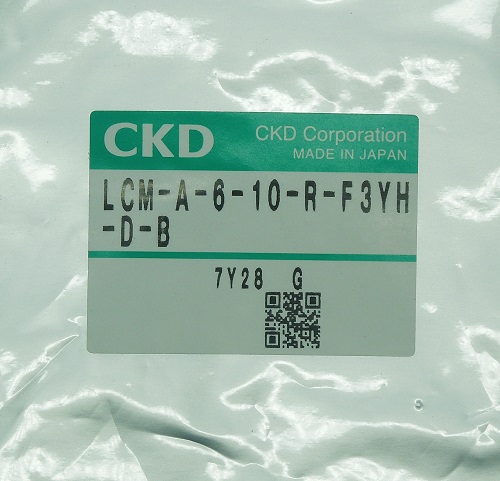 CKD
CKD Corporation
MADE IN JAPAN
LCM-A-6-10-R-F3YH
-D-B
7Y28 G